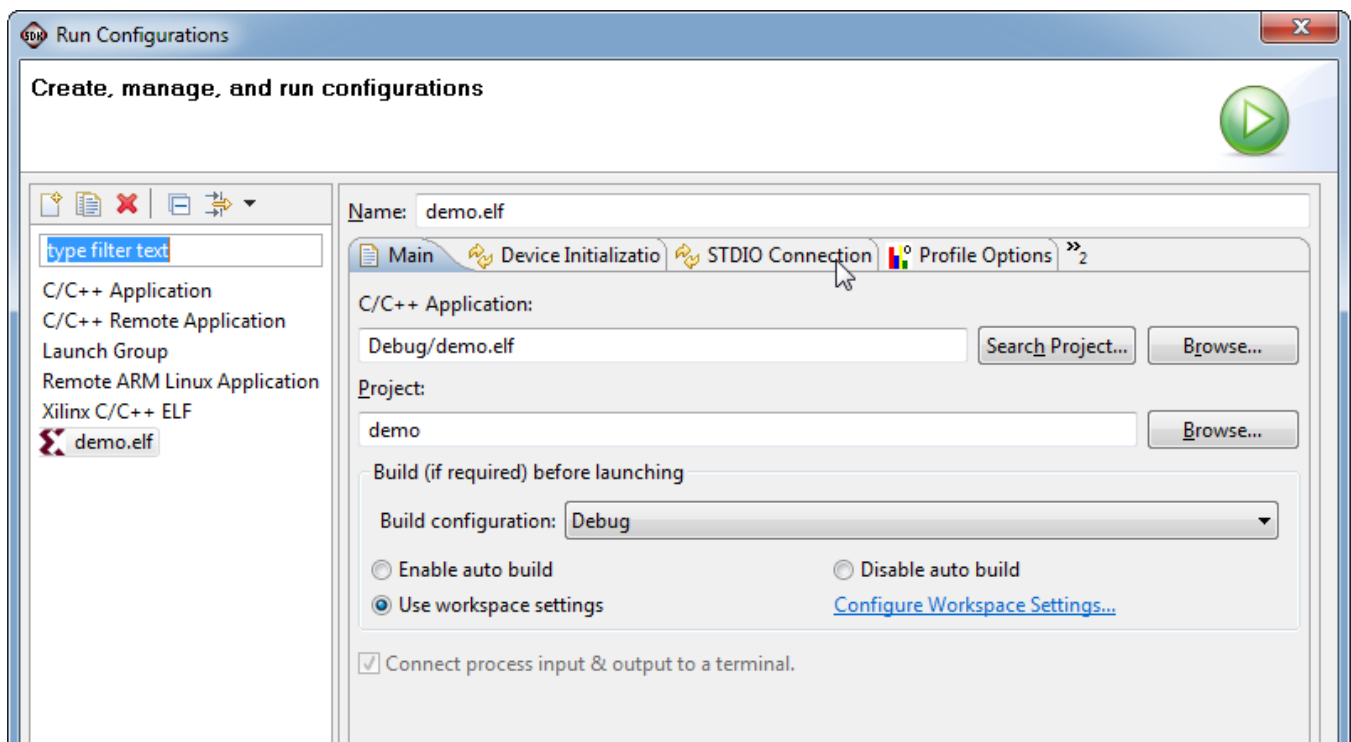 SDK Run Configurations
X
Create, manage, and run configurations
Name: demo.elf
type filter text
Main Device Initializatio STDIO Connection Profile Options »2
C/C++ Application
C/C++ Remote Application
Launch Group
Remote ARM Linux Application
Xilinx C/C++ ELF
demo.elf
C/C++ Application:
Debug/demo.elf Search Project... Browse...
Project:
demo Browse...
Build (if required) before launching
Build configuration: Debug
Enable auto build Disable auto build
Use workspace settings Configure Workspace Settings...
Connect process input & output to a terminal.